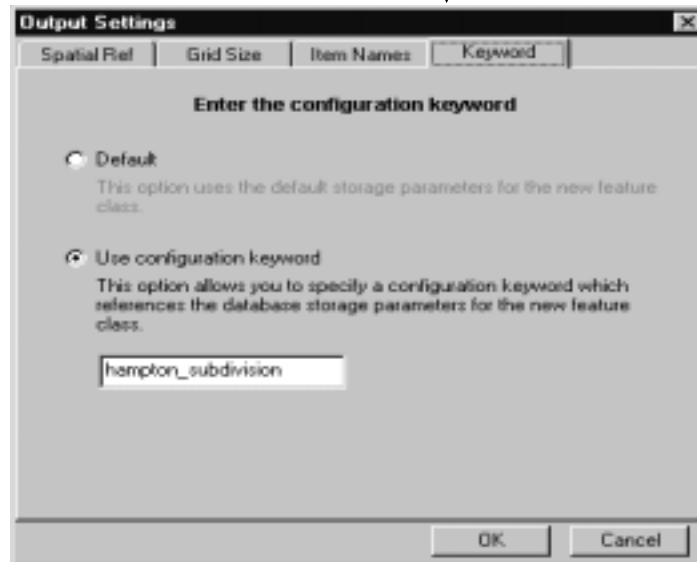 Output Settings
Spatial Ref
Grid Size
Item Names
Keyword
Enter the configuration keyword
Default
This option uses the default storage parameters for the new feature
class.
Use configuration keyword
This option allows you to specify a configuration keyword which
references the database storage parameters for the new feature
class.
hampton_subdivision
OK
Cancel